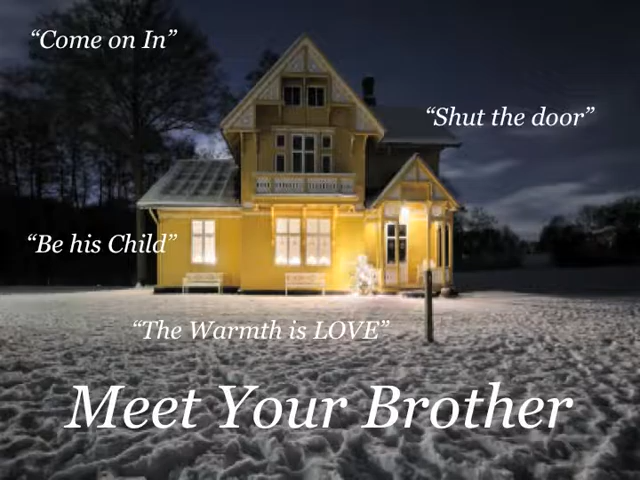 “Come on In”
“Shut the door”
“Be his Child”
“The Warmth is LOVE”
Meet Your Brother